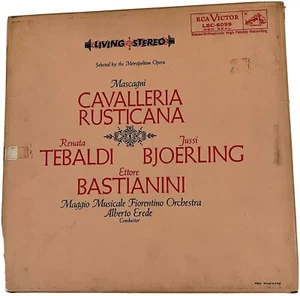 LIVING STEREO
RCA VICTOR
LSC-6059
Selected by the Metropolitan Opera
Mascagni
CAVALLERIA
RUSTICANA
Renata
TEBALDI
Jussi
BJOERLING
Ettore
BASTIANINI
Maggio Musicale Fiorentino Orchestra
Alberto Erede
Conductor